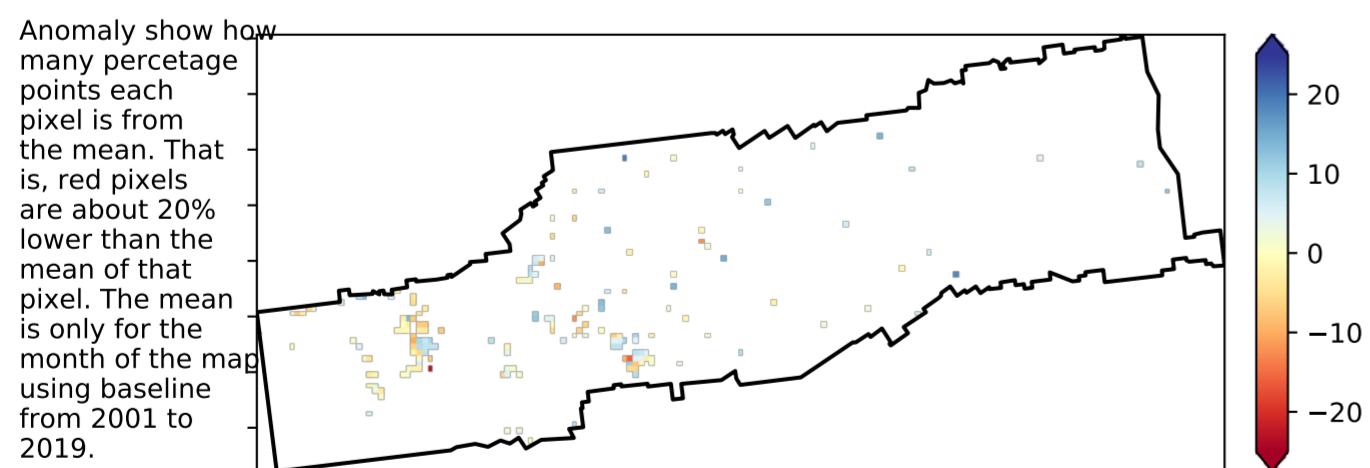 Anomaly show how
many percetage
points each
pixel is from
the mean. That
is, red pixels
are about 20%
lower than the
mean of that
pixel. The mean
is only for the
month of the map
using baseline
from 2001 to
2019.
20
10
0
−10
−20